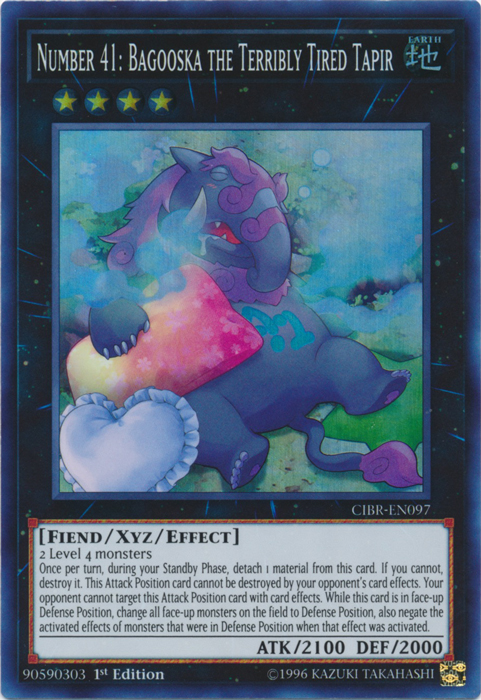 NUMBER 41: BAGOOSKA THE TERRIBLY TIRED TAPIR
EARTH
地
CIBR-EN097
[FIEND/XYZ/EFFECT]
2 Level 4 monsters
Once per turn, during your Standby Phase, detach 1 material from this card. If you cannot,
destroy it. This Attack Position card cannot be destroyed by your opponent's card effects. Your
opponent cannot target this Attack Position card with card effects. While this card is in face-up
Defense Position, change all face-up monsters on the field to Defense Position, also negate the
activated effects of monsters that were in Defense Position when that effect was activated.
ATK/2100 DEF/2000
90590303 1st Edition ©1996 KAZUKI TAKAHASHI